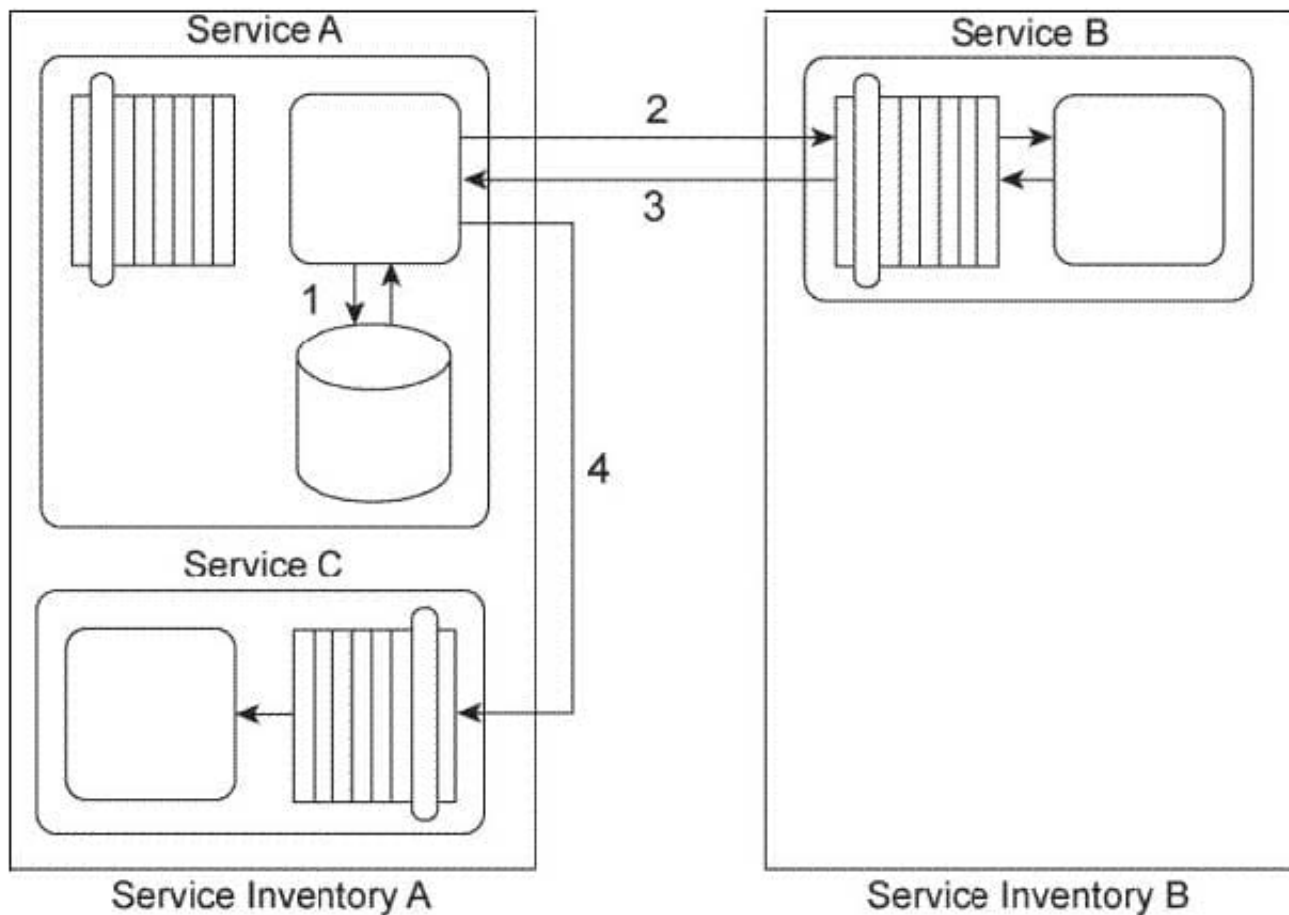 Service A
Service B
2
3
1
4
Service C
Service Inventory A
Service Inventory B